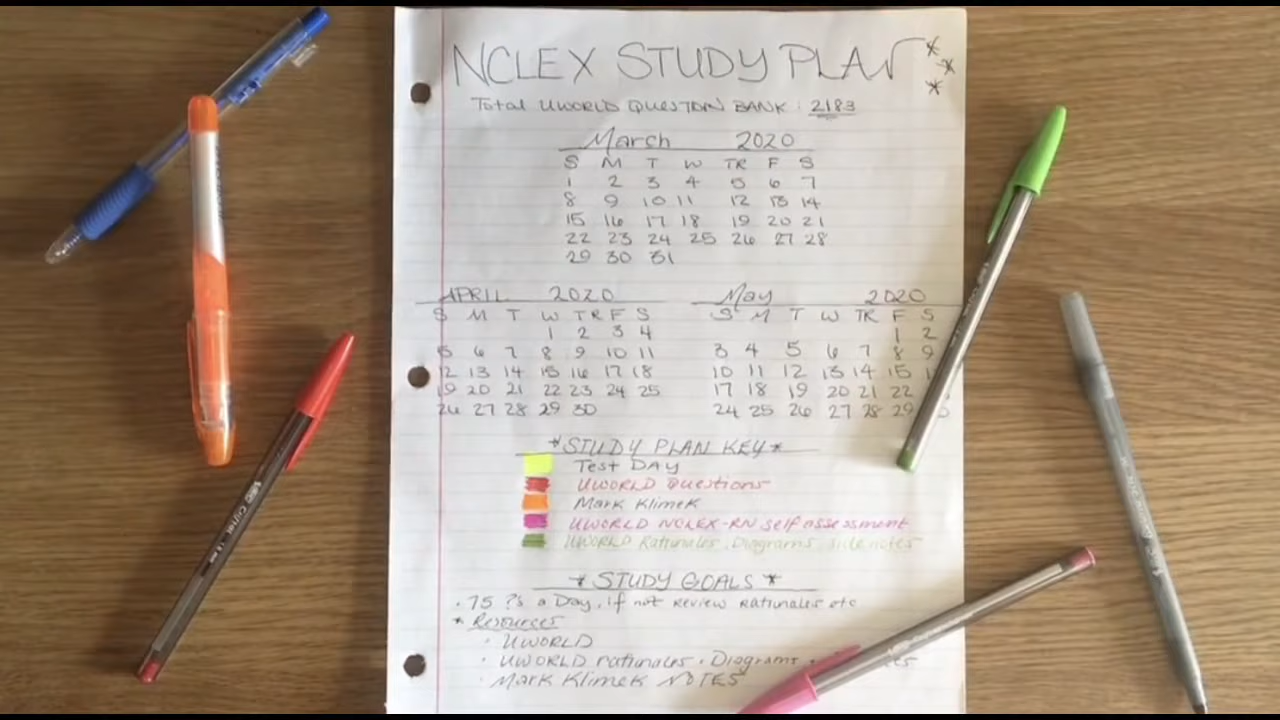 NCLEX STUDY PLAN ***
Total UWORLD QUESTION BANK : 2183
March 2020
S M T W TR F S
1 2 3 4 5 6 7
8 9 10 11 12 13 14
15 16 17 18 19 20 21
22 23 24 25 26 27 28
29 30 31
APRIL 2020
S M T W TR F S
1 2 3 4
5 6 7 8 9 10 11
12 13 14 15 16 17 18
19 20 21 22 23 24 25
26 27 28 29 30
May 2020
S M T W TR F S
1 2
3 4 5 6 7 8 9
10 11 12 13 14 15
17 18 19 20 21 22
24 25 26 27 28 29
*STUDY PLAN KEY*
Test DAY
UWORLD Questions
Mark Klimek
UWORLD NCLEX-RN self assessment
UWORLD Rationales, Diagrams, side notes
*STUDY GOALS*
· 75 ?'s a Day, if not review rationales etc
* Resources
· UWORLD
· UWORLD rationales · Diagrams
· Mark Klimek NOTES